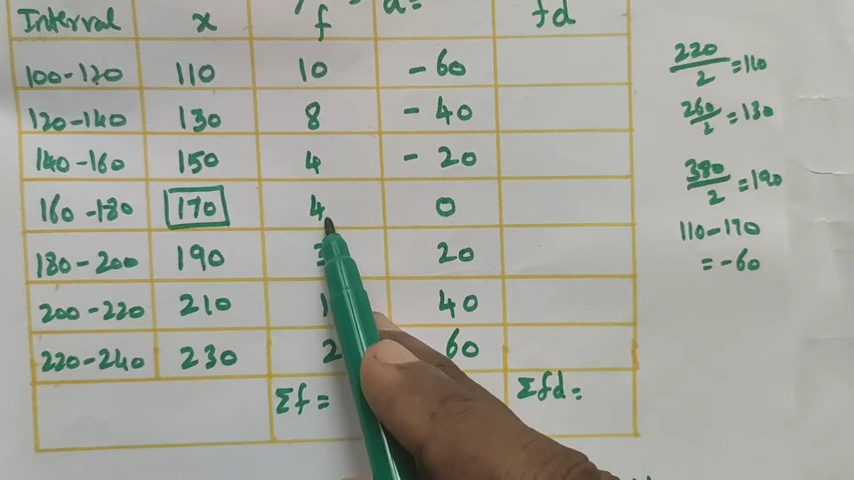 Interval x f d= fd
100-120 110 10 -60
120-140 130 8 -40
140-160 150 4 -20
160-180 170 4 0
180-200 190 3 20
200-220 210 1 40
220-240 230 2 60
Σf= Σfd=
220/2=110
260/2=130
380/2=190
110-170
=-60